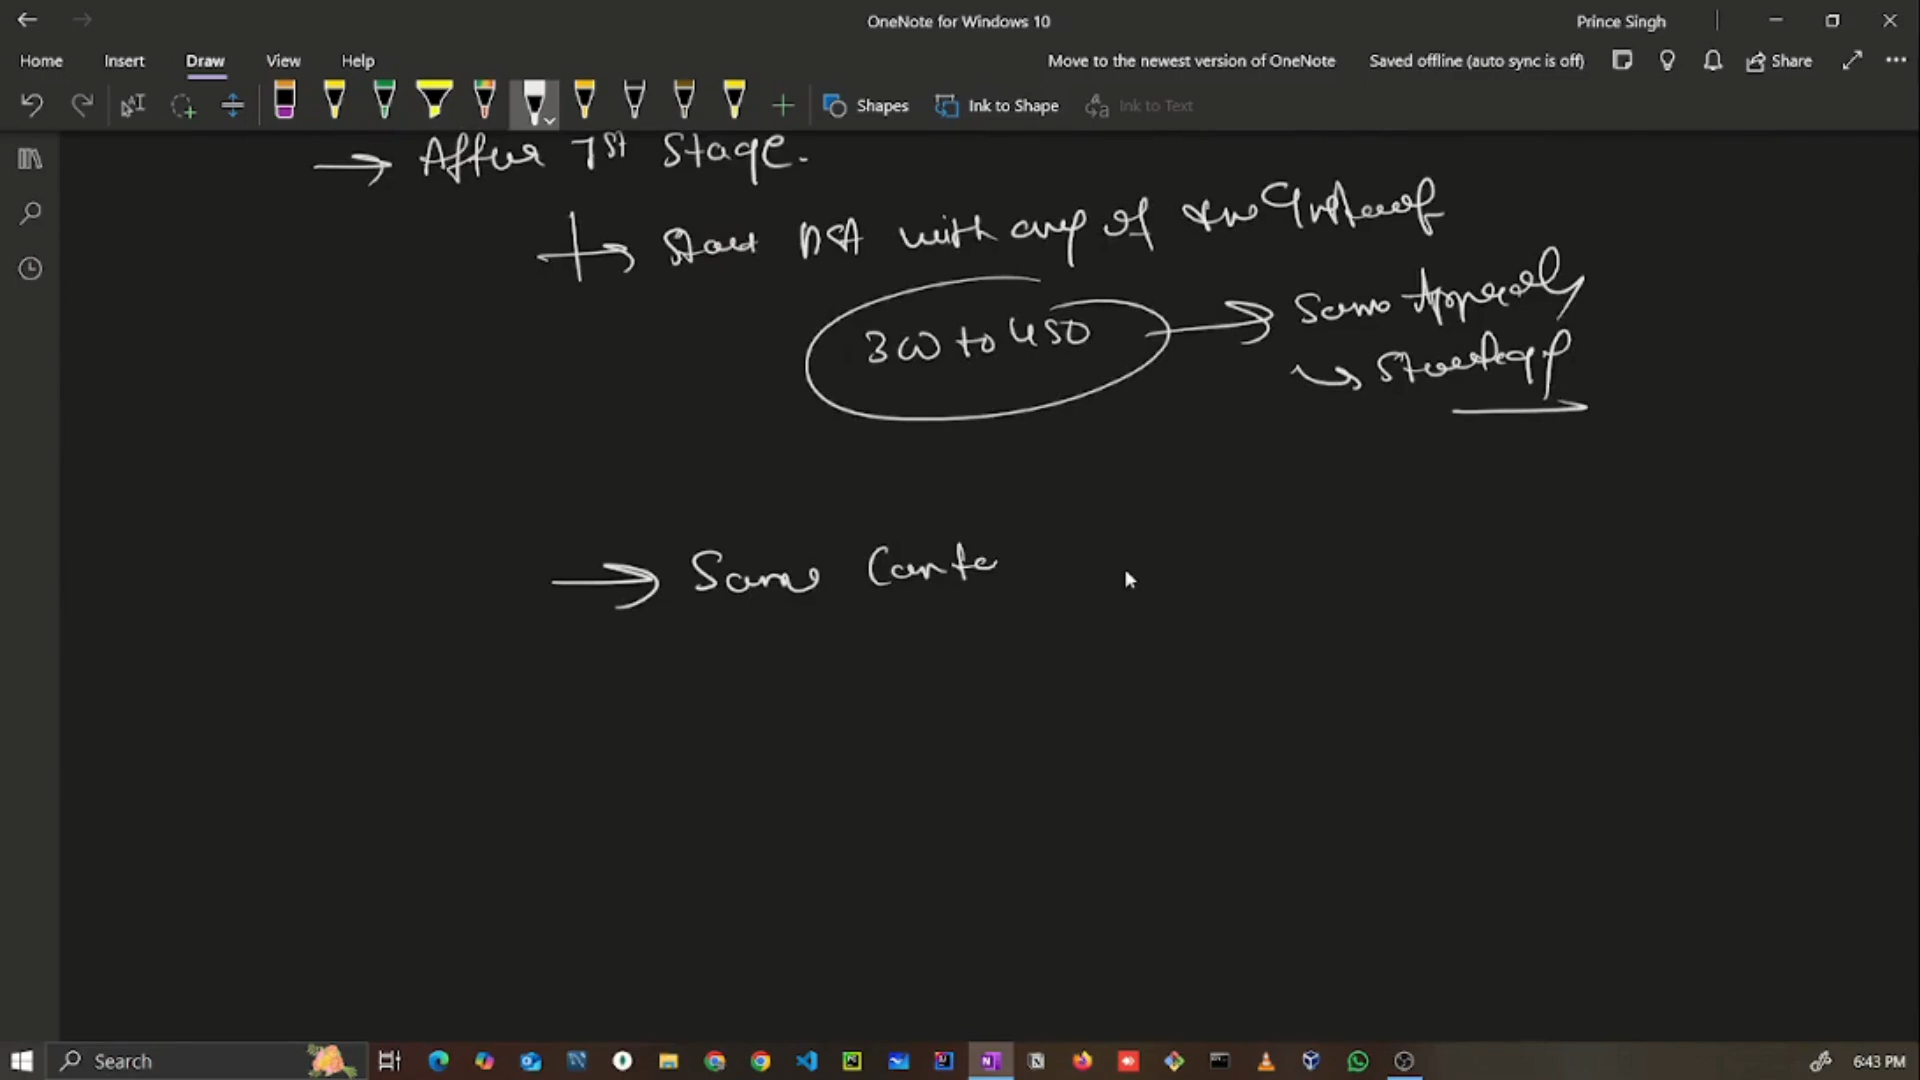 OneNote for Windows 10
Prince Singh
Home Insert Draw View Help
Move to the newest version of OneNote Saved offline (auto sync is off) Share
Shapes Ink to Shape Ink to Text
→ After 1st Stage.
→ Start DSA with any of the
300 to 450 → Same
→ Strategy
→ Same Conte
Search
6:43 PM